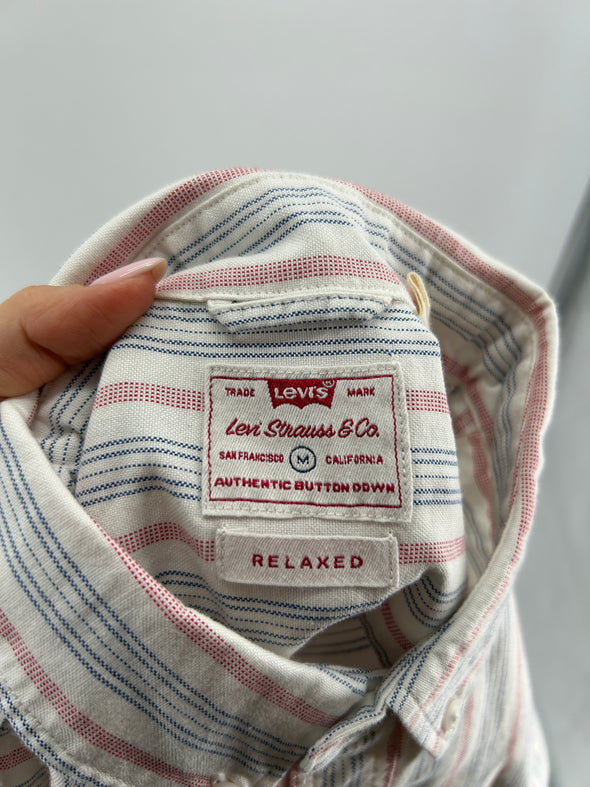 TRADE LEVI'S® MARK
Levi Strauss & Co.
SAN FRANCISCO M CALIFORNIA
AUTHENTIC BUTTON DOWN
RELAXED